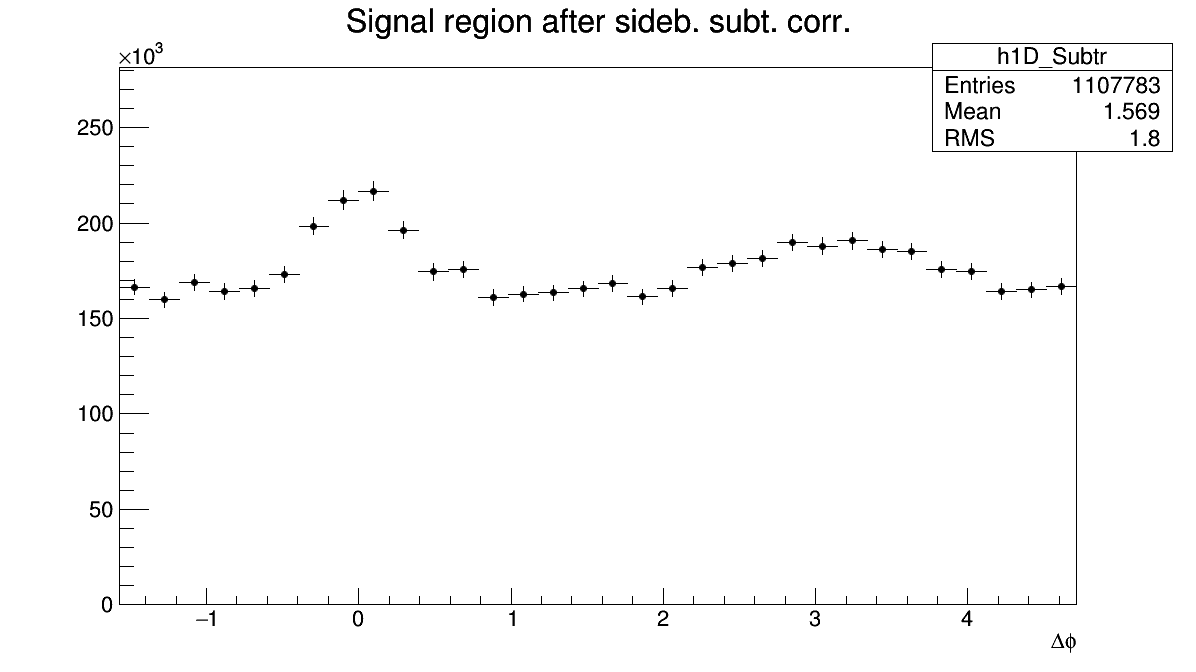 Signal region after sideb. subt. corr.
×10³
h1D_Subtr
Entries 1107783
Mean 1.569
RMS 1.8
250
200
150
100
50
0
−1 0 1 2 3 4
Δϕ